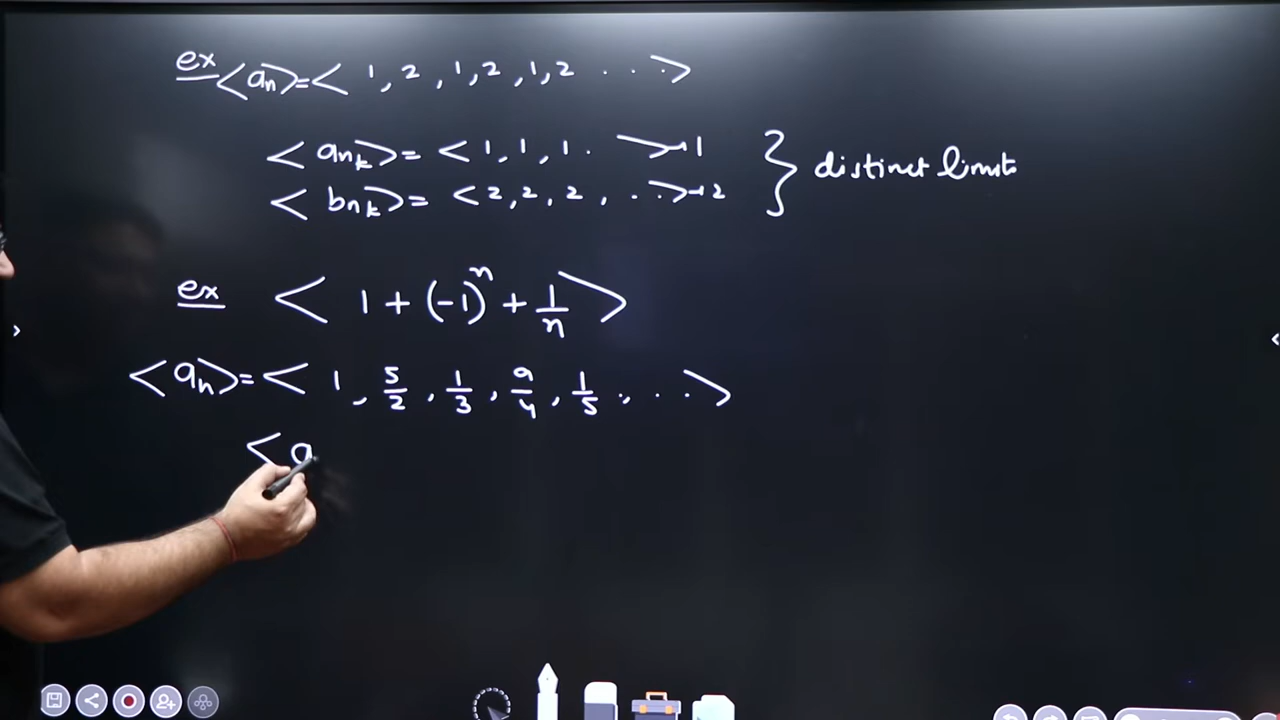 ex <an> = < 1, 2, 1, 2, 1, 2 ... >
<ank> = < 1, 1, 1. > → 1
<bnk> = < 2, 2, 2, ... > → 2
} distinct limits
ex < 1 + (-1)^n + 1/n >
<an> = < 1, 5/2, 1/3, 9/4, 1/5, ... >
<a